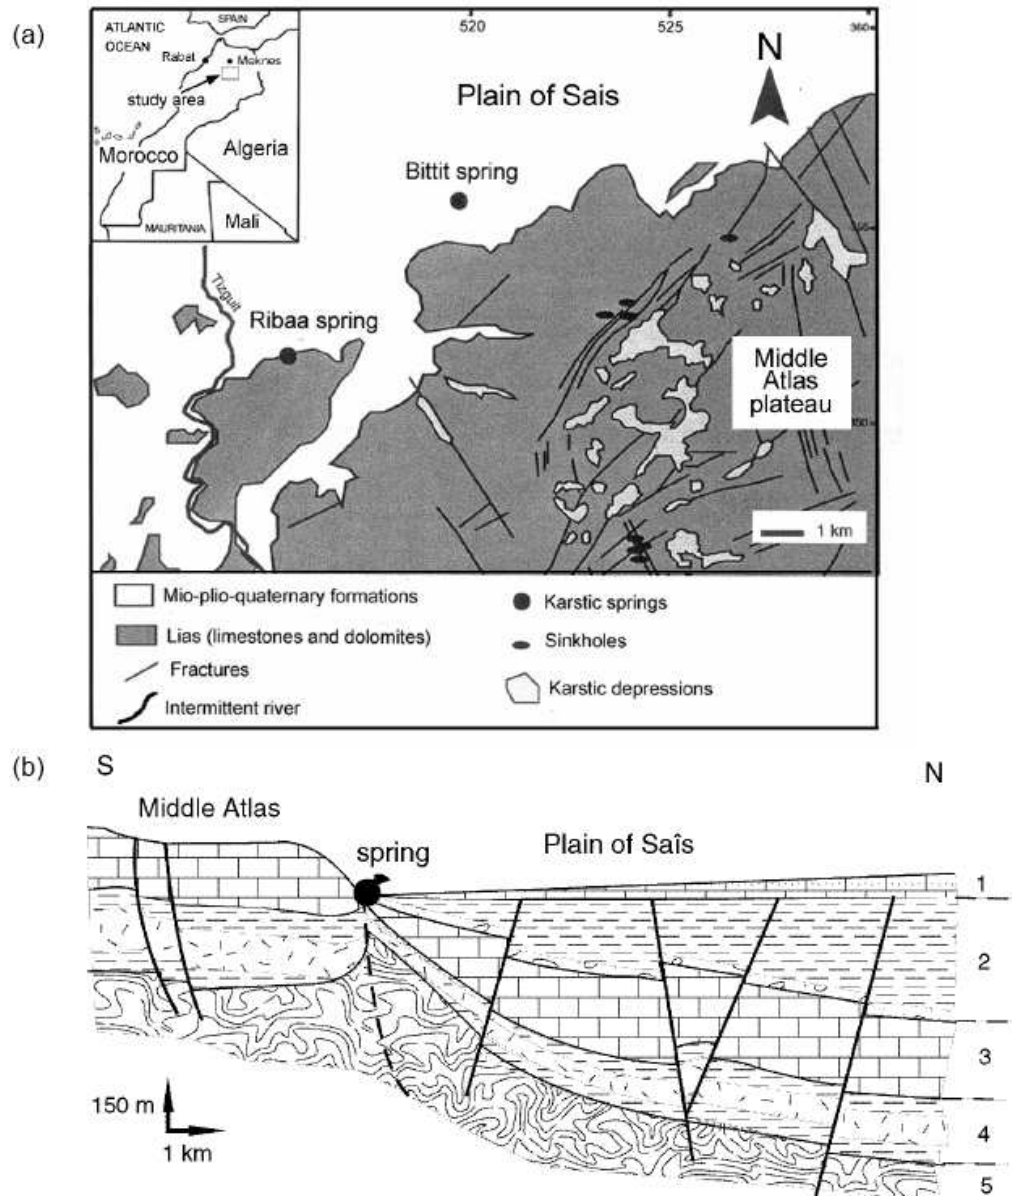 (a)
520
525
360
ATLANTIC
OCEAN
SPAIN
Rabat
Meknes
study area
Morocco
Algeria
MAURITANIA
Mali
N
Plain of Sais
Bittit spring
Tizguit
Ribaa spring
Middle
Atlas
plateau
1 km
Mio-plio-quaternary formations
Lias (limestones and dolomites)
Fractures
Intermittent river
Karstic springs
Sinkholes
Karstic depressions
(b)
S
N
Middle Atlas
spring
Plain of Saîs
1
2
3
4
5
150 m
1 km